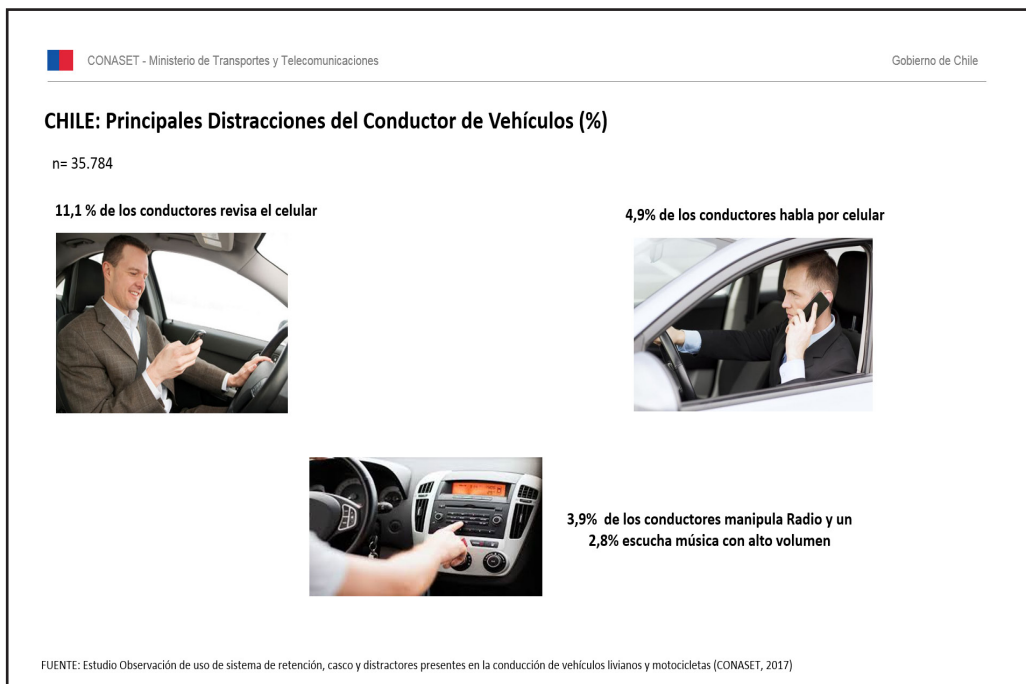 CONASET - Ministerio de Transportes y Telecomunicaciones
Gobierno de Chile
CHILE: Principales Distracciones del Conductor de Vehículos (%)
n= 35.784
11,1 % de los conductores revisa el celular
4,9% de los conductores habla por celular
3,9% de los conductores manipula Radio y un
2,8% escucha música con alto volumen
FUENTE: Estudio Observación de uso de sistema de retención, casco y distractores presentes en la conducción de vehículos livianos y motocicletas (CONASET, 2017)